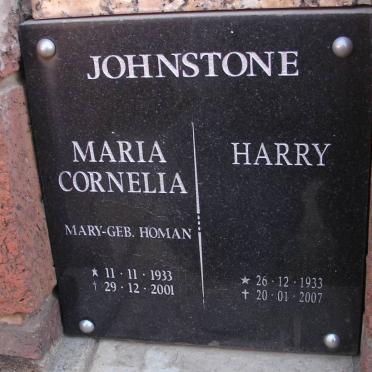 JOHNSTONE
MARIA
CORNELIA
MARY-GEB. HOMAN
★ 11 · 11 · 1933
† 29 · 12 · 2001
HARRY
★ 26 · 12 · 1933
† 20 · 01 · 2007